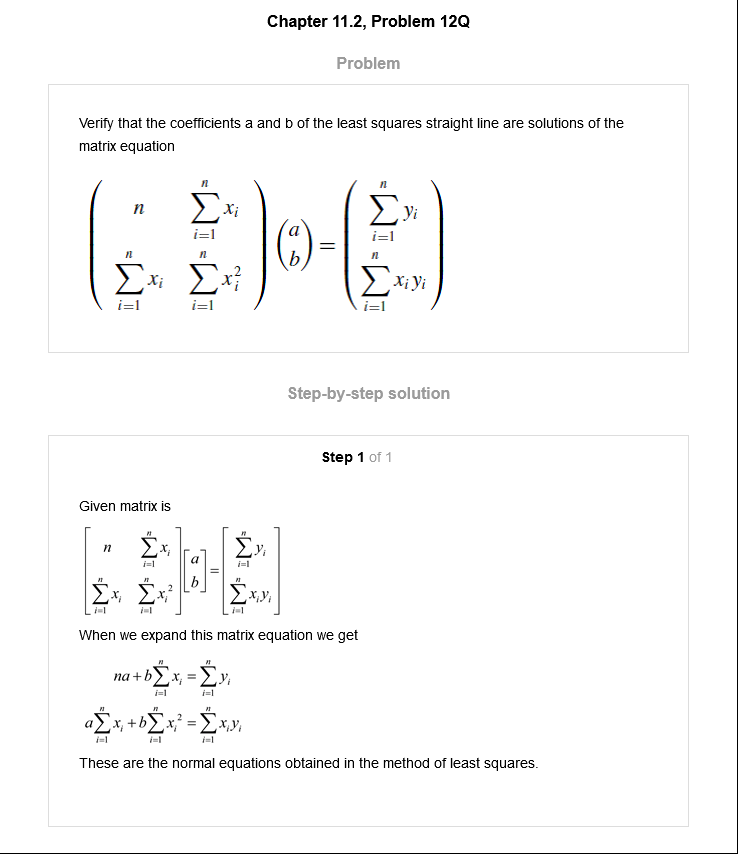 Chapter 11.2, Problem 12Q
Problem
Verify that the coefficients a and b of the least squares straight line are solutions of the
matrix equation
\begin{pmatrix} n & \sum_{i=1}^{n} x_i \\ \sum_{i=1}^{n} x_i & \sum_{i=1}^{n} x_i^2 \end{pmatrix} \begin{pmatrix} a \\ b \end{pmatrix} = \begin{pmatrix} \sum_{i=1}^{n} y_i \\ \sum_{i=1}^{n} x_i y_i \end{pmatrix}
Step-by-step solution
Step 1 of 1
Given matrix is
\begin{bmatrix} n & \sum_{i=1}^{n} x_i \\ \sum_{i=1}^{n} x_i & \sum_{i=1}^{n} x_i^2 \end{bmatrix} \begin{bmatrix} a \\ b \end{bmatrix} = \begin{bmatrix} \sum_{i=1}^{n} y_i \\ \sum_{i=1}^{n} x_i y_i \end{bmatrix}
When we expand this matrix equation we get
na + b \sum_{i=1}^{n} x_i = \sum_{i=1}^{n} y_i
a \sum_{i=1}^{n} x_i + b \sum_{i=1}^{n} x_i^2 = \sum_{i=1}^{n} x_i y_i
These are the normal equations obtained in the method of least squares.